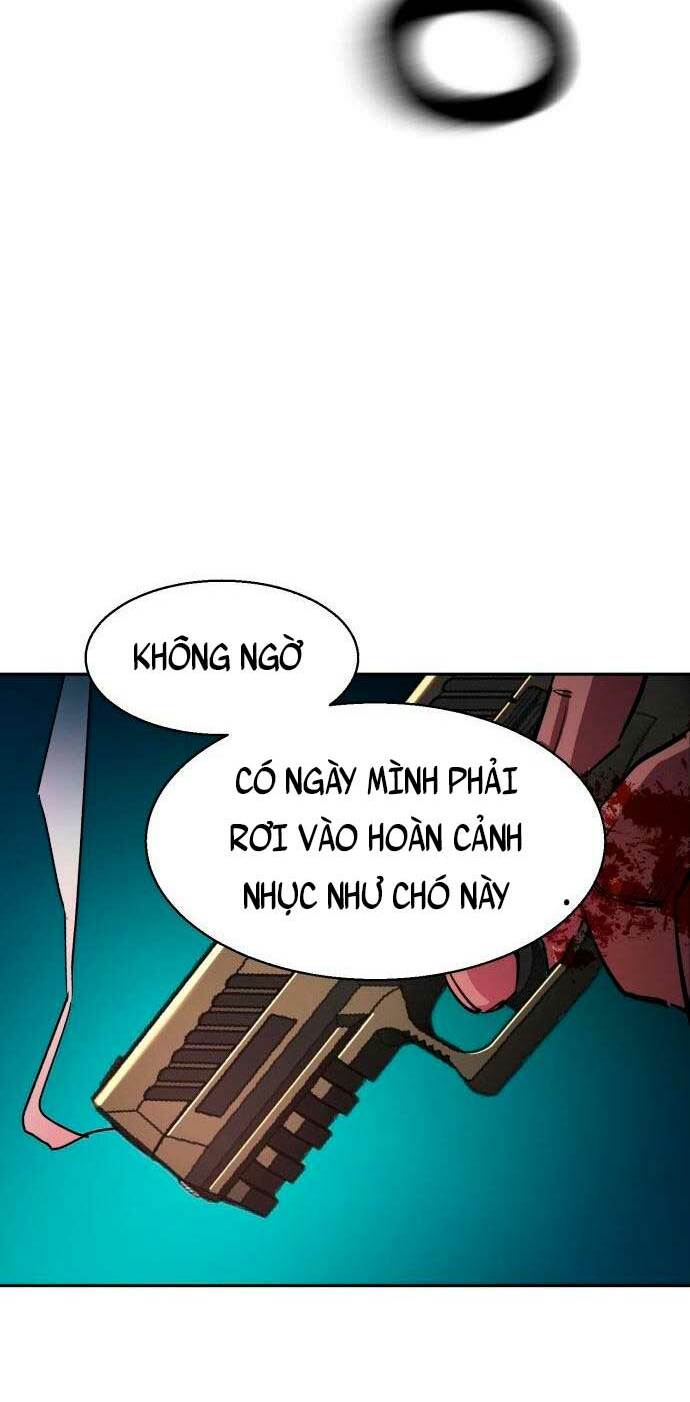 KHÔNG NGỜ
CÓ NGÀY MÌNH PHẢI
RƠI VÀO HOÀN CẢNH
NHỤC NHƯ CHÓ NÀY .